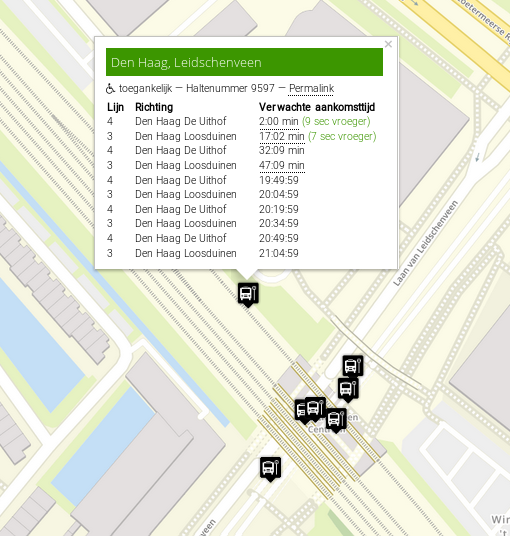 Zoetermeerse R
×
Den Haag, Leidschenveen
toegankelijk — Haltenummer 9597 — Permalink
Lijn Richting Verwachte aankomsttijd
4 Den Haag De Uithof 2:00 min (9 sec vroeger)
3 Den Haag Loosduinen 17:02 min (7 sec vroeger)
4 Den Haag De Uithof 32:09 min
3 Den Haag Loosduinen 47:09 min
4 Den Haag De Uithof 19:49:59
3 Den Haag Loosduinen 20:04:59
4 Den Haag De Uithof 20:19:59
3 Den Haag Loosduinen 20:34:59
4 Den Haag De Uithof 20:49:59
3 Den Haag Loosduinen 21:04:59
Laan van Leidschenveen
veen
Win
't